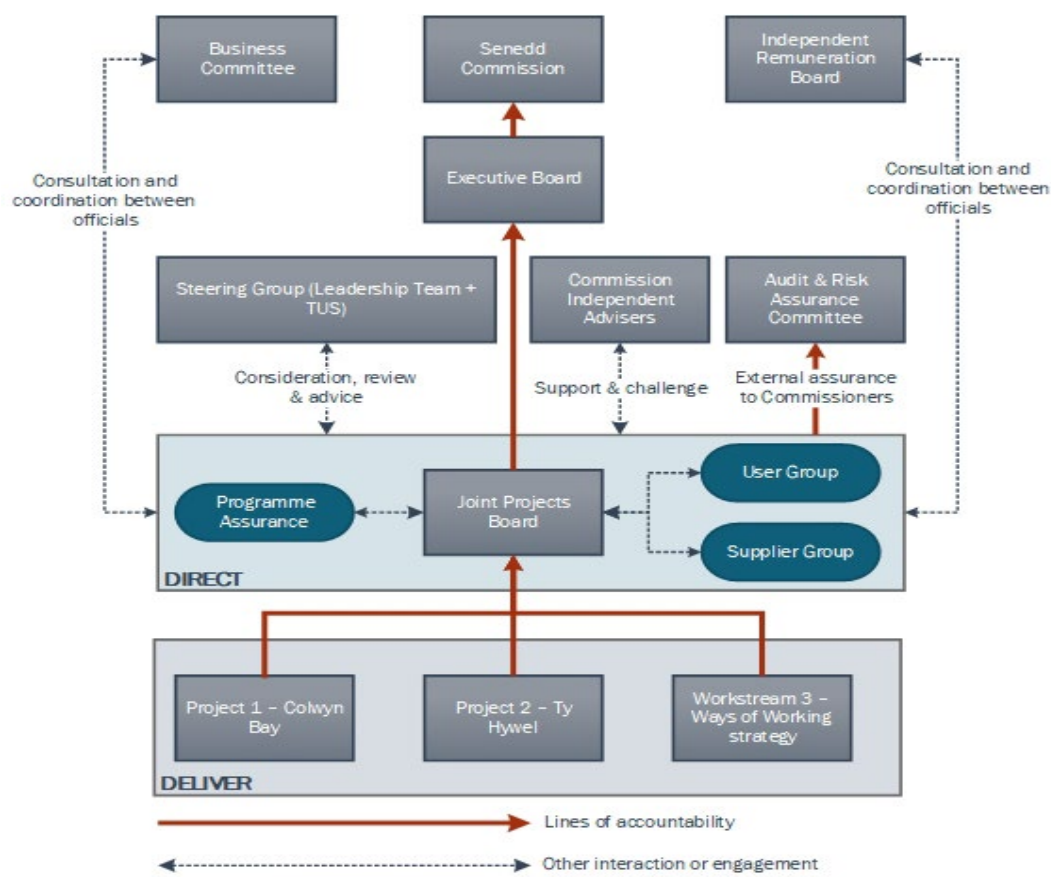 Business
Committee
Senedd
Commission
Independent
Remuneration
Board
Executive Board
Consultation and
coordination between
officials
Consultation and
coordination between
officials
Steering Group (Leadership Team +
TUS)
Commission
Independent
Advisers
Audit & Risk
Assurance
Committee
Consideration, review
& advice
Support & challenge
External assurance
to Commissioners
Programme
Assurance
Joint Projects
Board
User Group
Supplier Group
DIRECT
Project 1 – Colwyn
Bay
Project 2 – Ty
Hywel
Workstream 3 –
Ways of Working
strategy
DELIVER
Lines of accountability
Other interaction or engagement